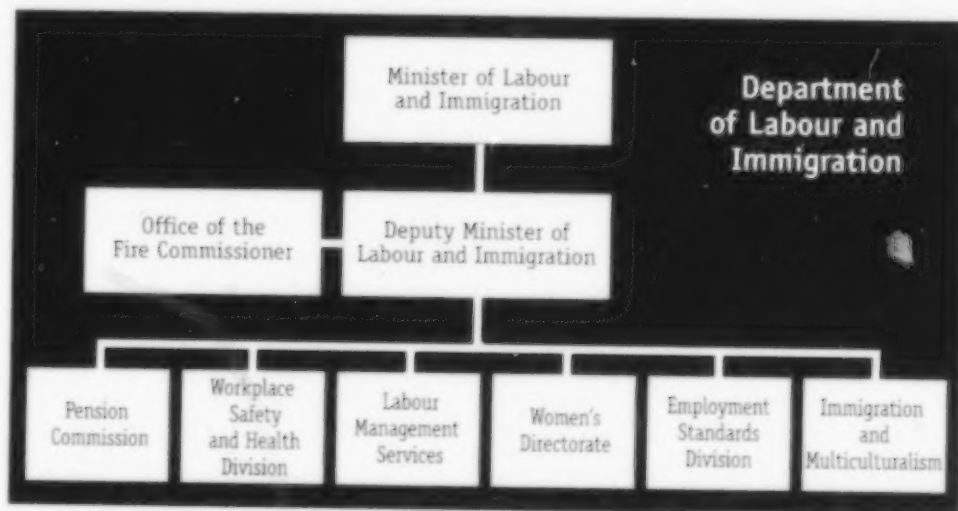 Minister of Labour
and Immigration
Department
of Labour and
Immigration
Office of the
Fire Commissioner
Deputy Minister of
Labour and Immigration
Pension
Commission
Workplace
Safety
and Health
Division
Labour
Management
Services
Women's
Directorate
Employment
Standards
Division
Immigration
and
Multiculturalism